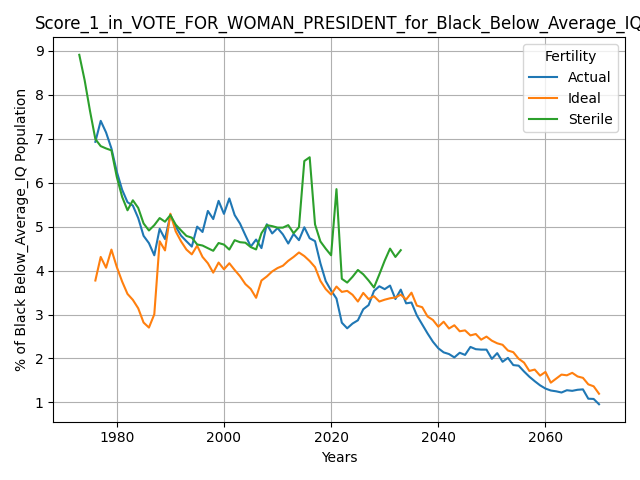 Score_1_in_VOTE_FOR_WOMAN_PRESIDENT_for_Black_Below_Average_IQ
Fertility
Actual
Ideal
Sterile
% of Black Below_Average_IQ Population
9
8
7
6
5
4
3
2
1
1980 2000 2020 2040 2060
Years